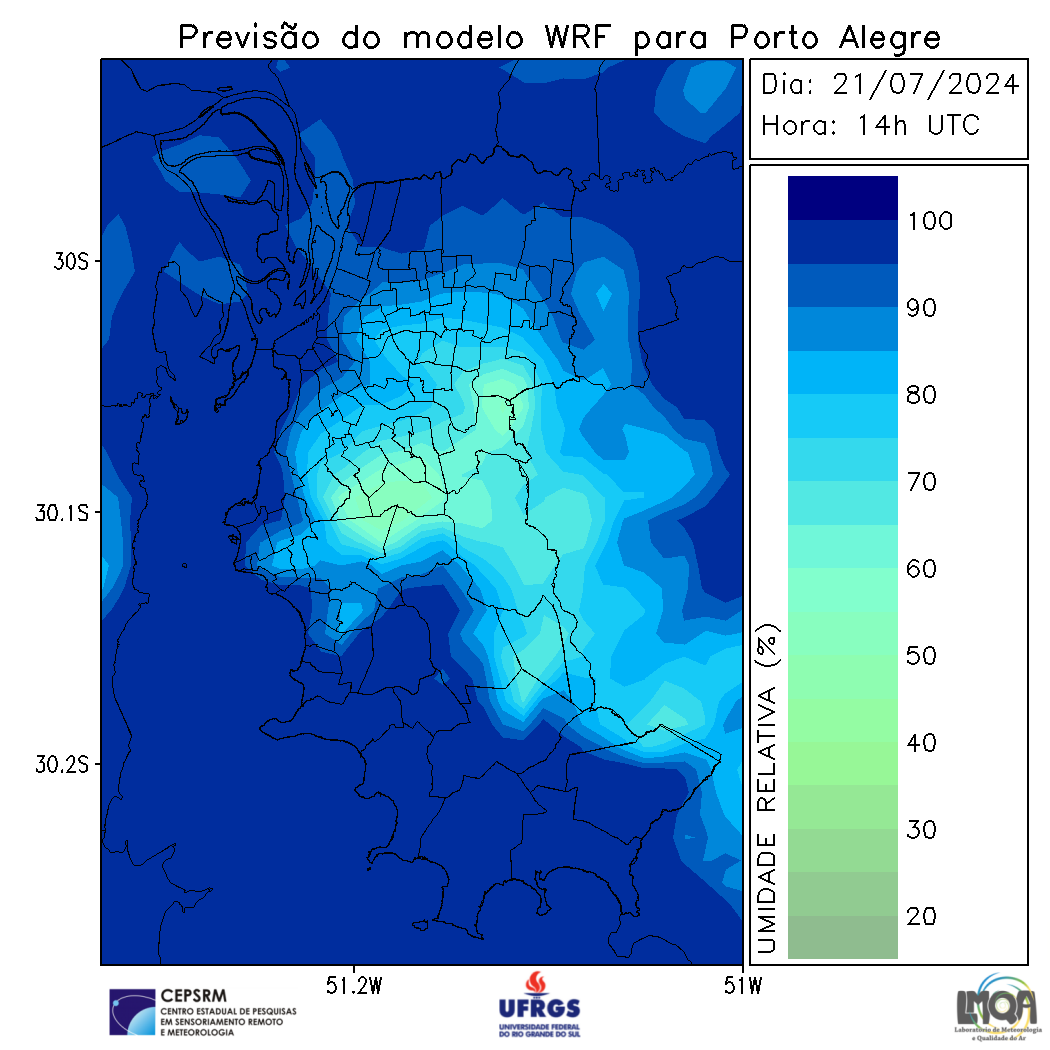 Previsão do modelo WRF para Porto Alegre
Dia: 21/07/2024
Hora: 14h UTC
100
90
80
70
60
50
40
30
20
UMIDADE RELATIVA (%)
30S
30.1S
30.2S
51.2W
51W
CEPSRM
CENTRO ESTADUAL DE PESQUISAS
EM SENSORIAMENTO REMOTO
E METEOROLOGIA
UFRGS
UNIVERSIDADE FEDERAL
DO RIO GRANDE DO SUL
LMQA
Laboratório de Meteorologia
e Qualidade do Ar